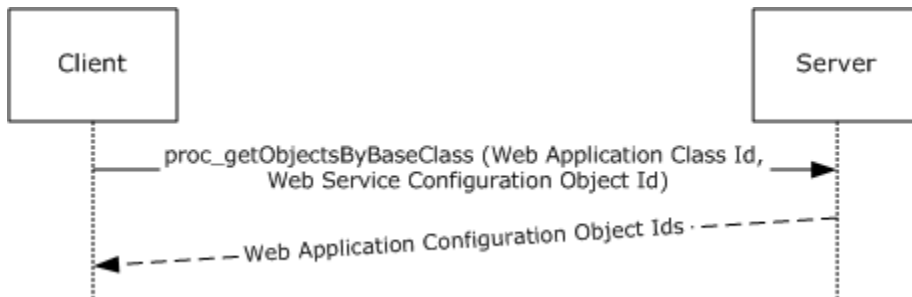 Client
Server
proc_getObjectsByBaseClass (Web Application Class Id,
Web Service Configuration Object Id)
Web Application Configuration Object Ids